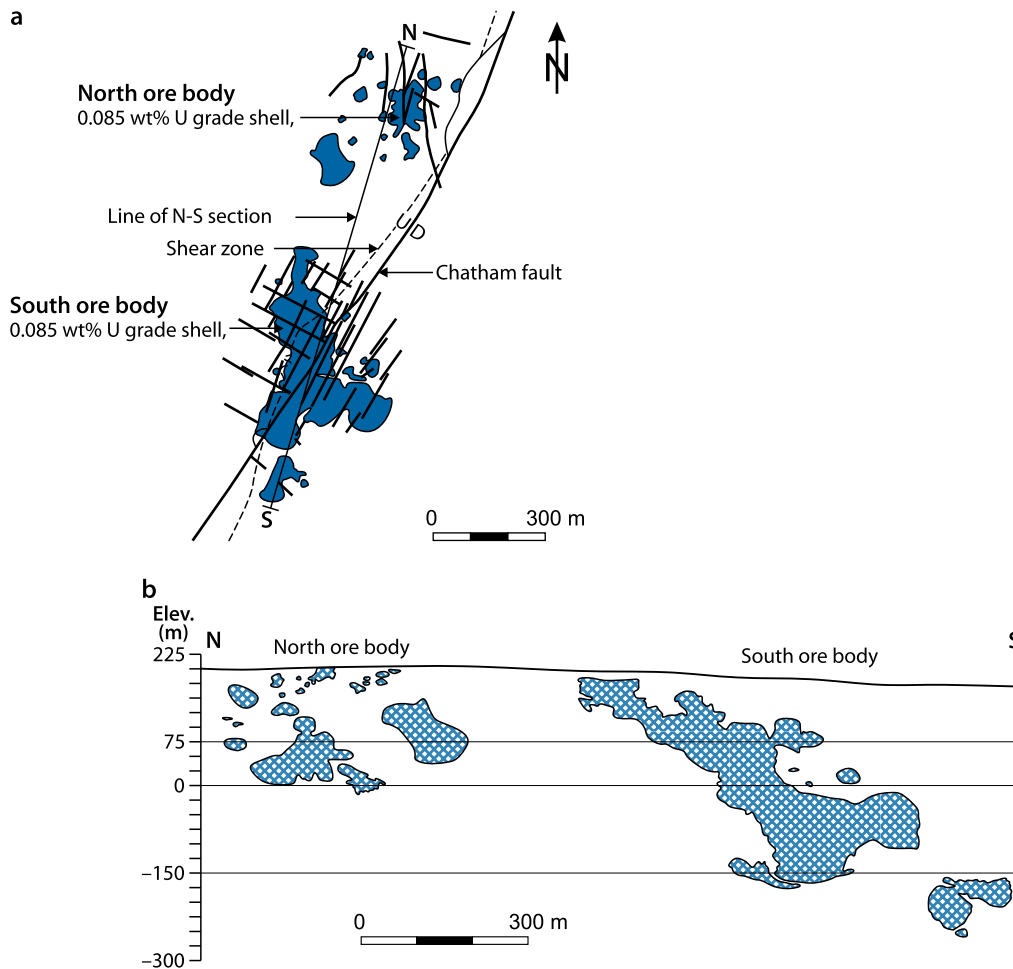 a
N
N
North ore body
0.085 wt% U grade shell,
Line of N-S section
U
Shear zone
D
Chatham fault
South ore body
0.085 wt% U grade shell,
S
0 300 m
b
Elev.
(m)
N
North ore body
South ore body
S
225
75
0
–150
0 300 m
–300